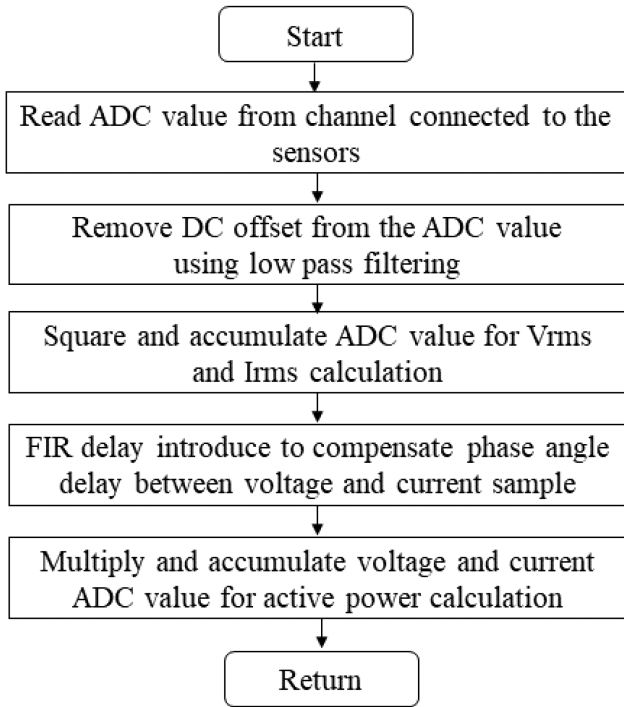 Start
Read ADC value from channel connected to the
sensors
Remove DC offset from the ADC value
using low pass filtering
Square and accumulate ADC value for Vrms
and Irms calculation
FIR delay introduce to compensate phase angle
delay between voltage and current sample
Multiply and accumulate voltage and current
ADC value for active power calculation
Return